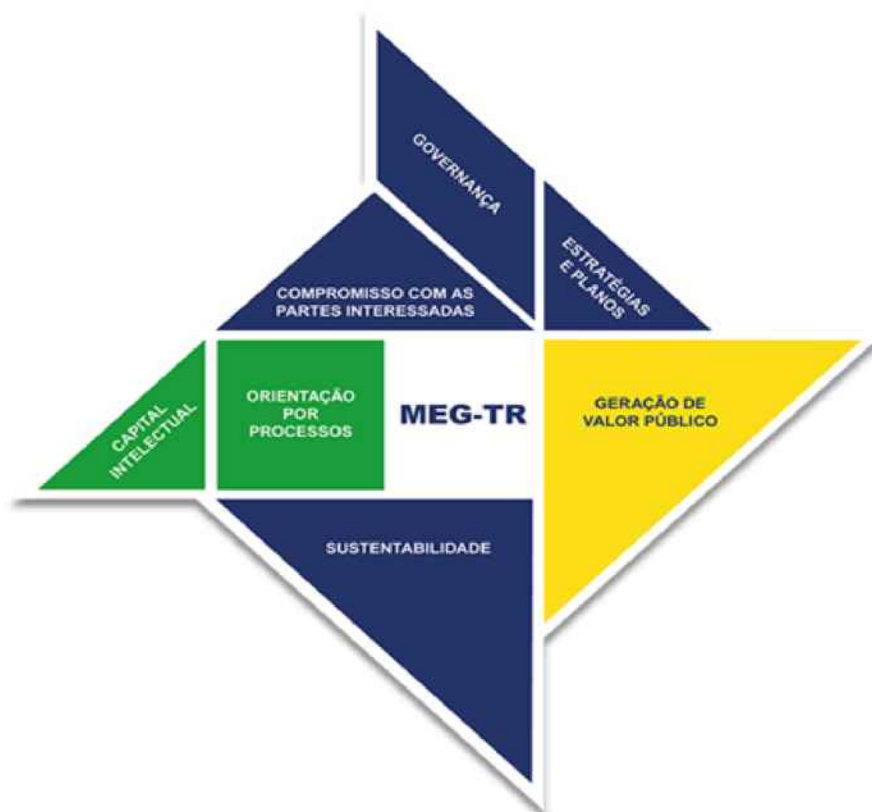 GOVERNANÇA
ESTRATÉGIAS
E PLANOS
COMPROMISSO COM AS
PARTES INTERESSADAS
CAPITAL
INTELECTUAL
ORIENTAÇÃO
POR
PROCESSOS
MEG-TR
GERAÇÃO DE
VALOR PÚBLICO
SUSTENTABILIDADE